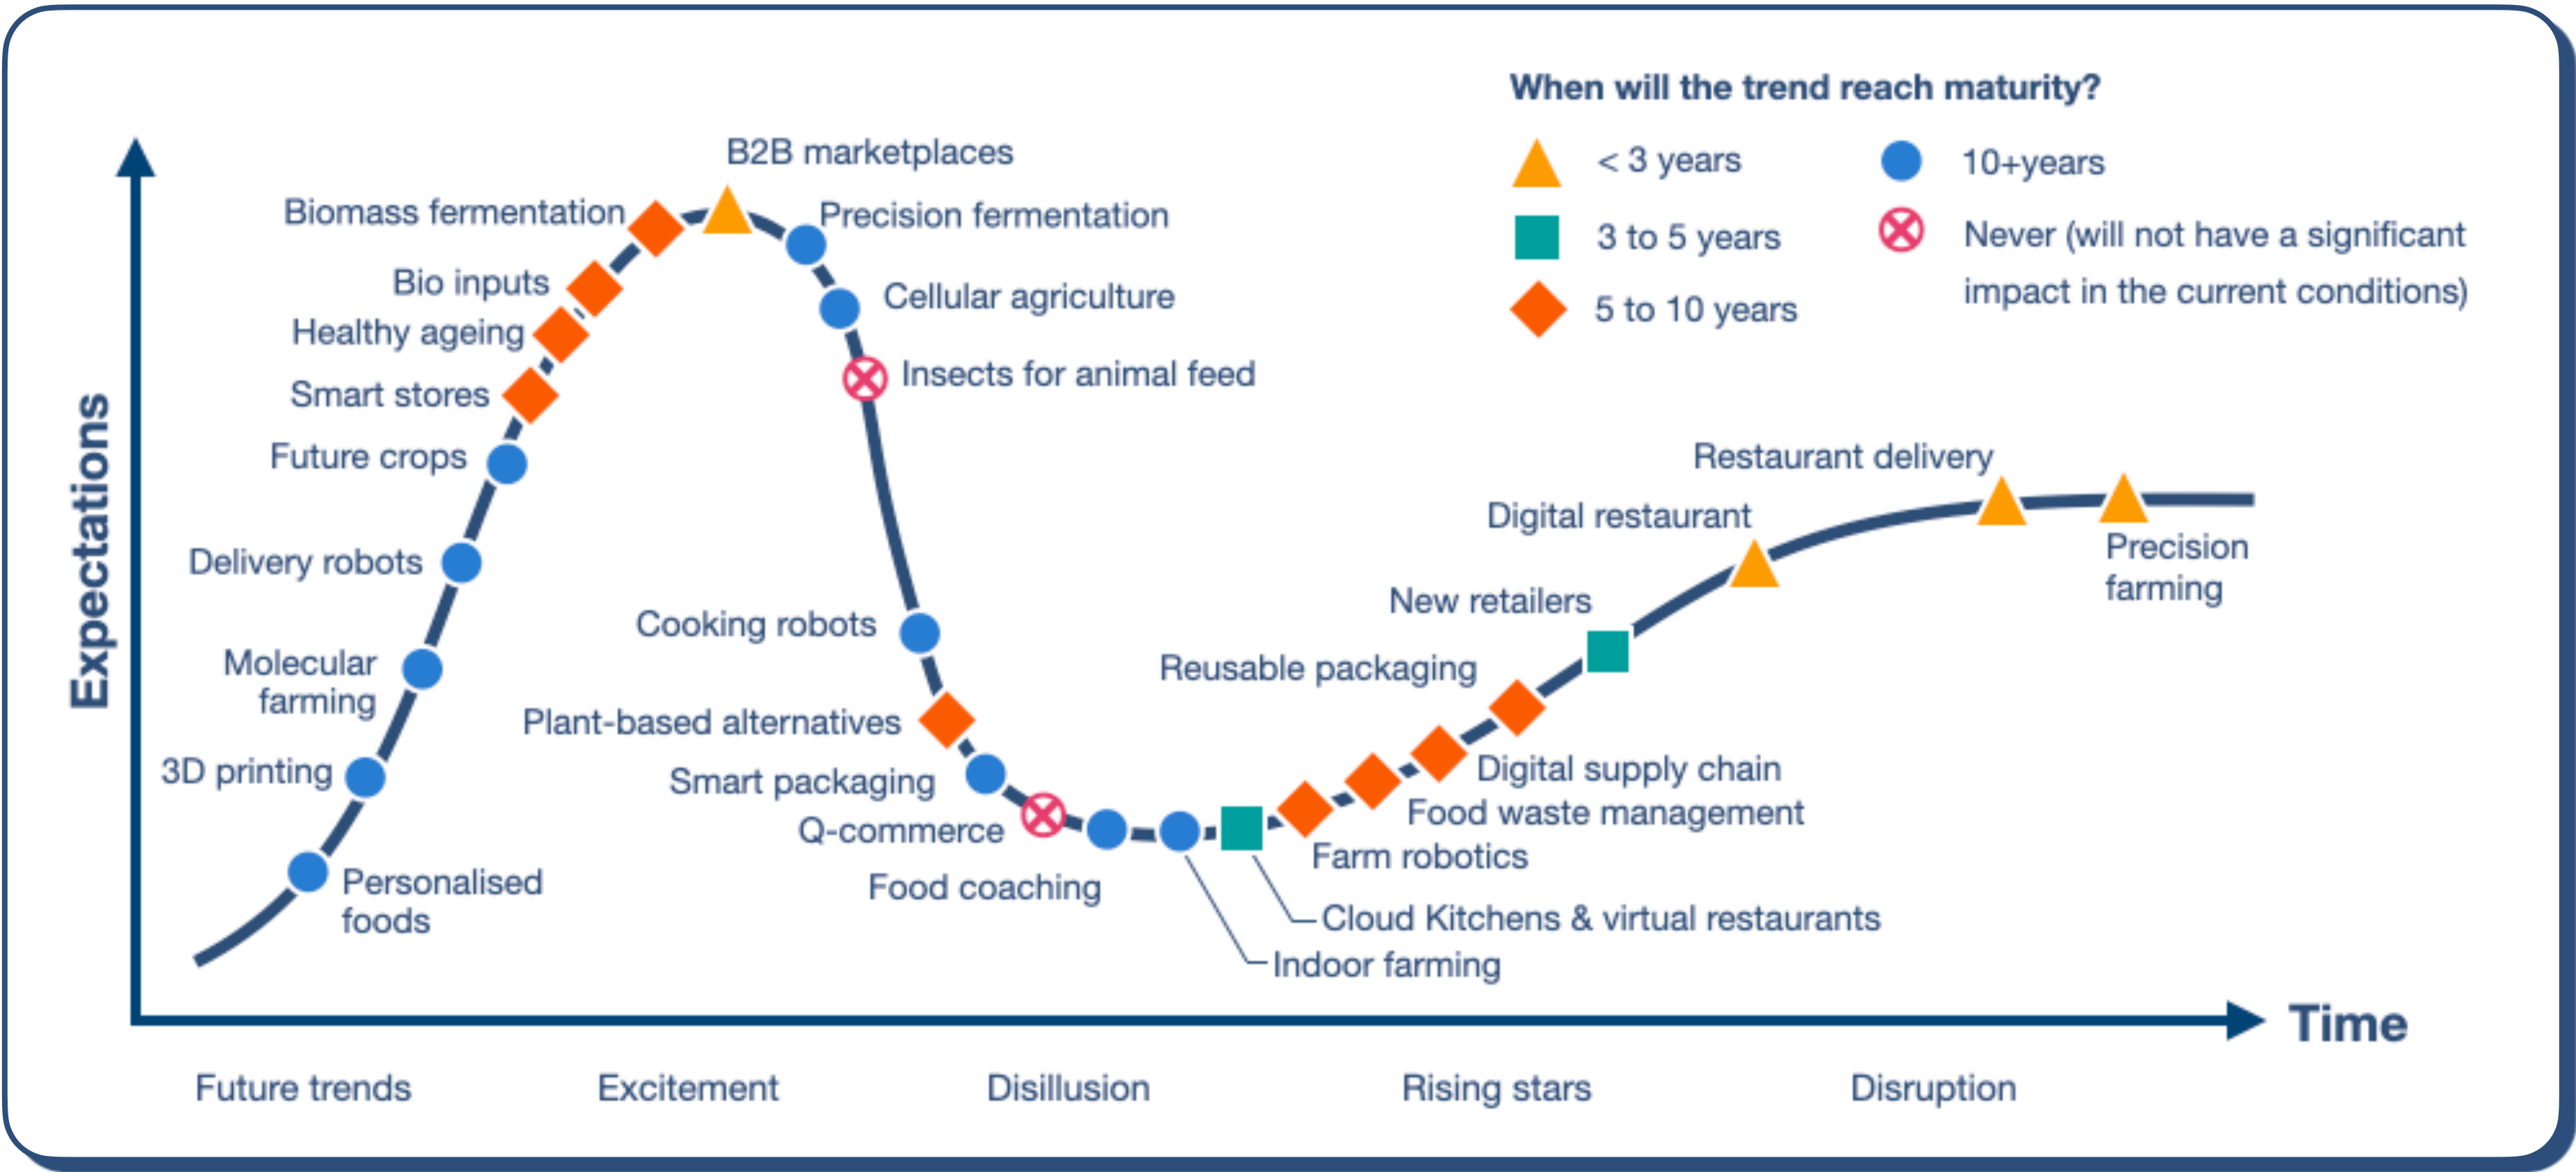 When will the trend reach maturity?
< 3 years
10+years
3 to 5 years
Never (will not have a significant
impact in the current conditions)
5 to 10 years
Expectations
B2B marketplaces
Biomass fermentation
Precision fermentation
Bio inputs
Cellular agriculture
Healthy ageing
Insects for animal feed
Smart stores
Future crops
Delivery robots
Molecular
farming
3D printing
Personalised
foods
Cooking robots
Plant-based alternatives
Smart packaging
Q-commerce
Food coaching
Restaurant delivery
Digital restaurant
Precision
farming
New retailers
Reusable packaging
Digital supply chain
Food waste management
Farm robotics
Cloud Kitchens & virtual restaurants
Indoor farming
Time
Future trends
Excitement
Disillusion
Rising stars
Disruption